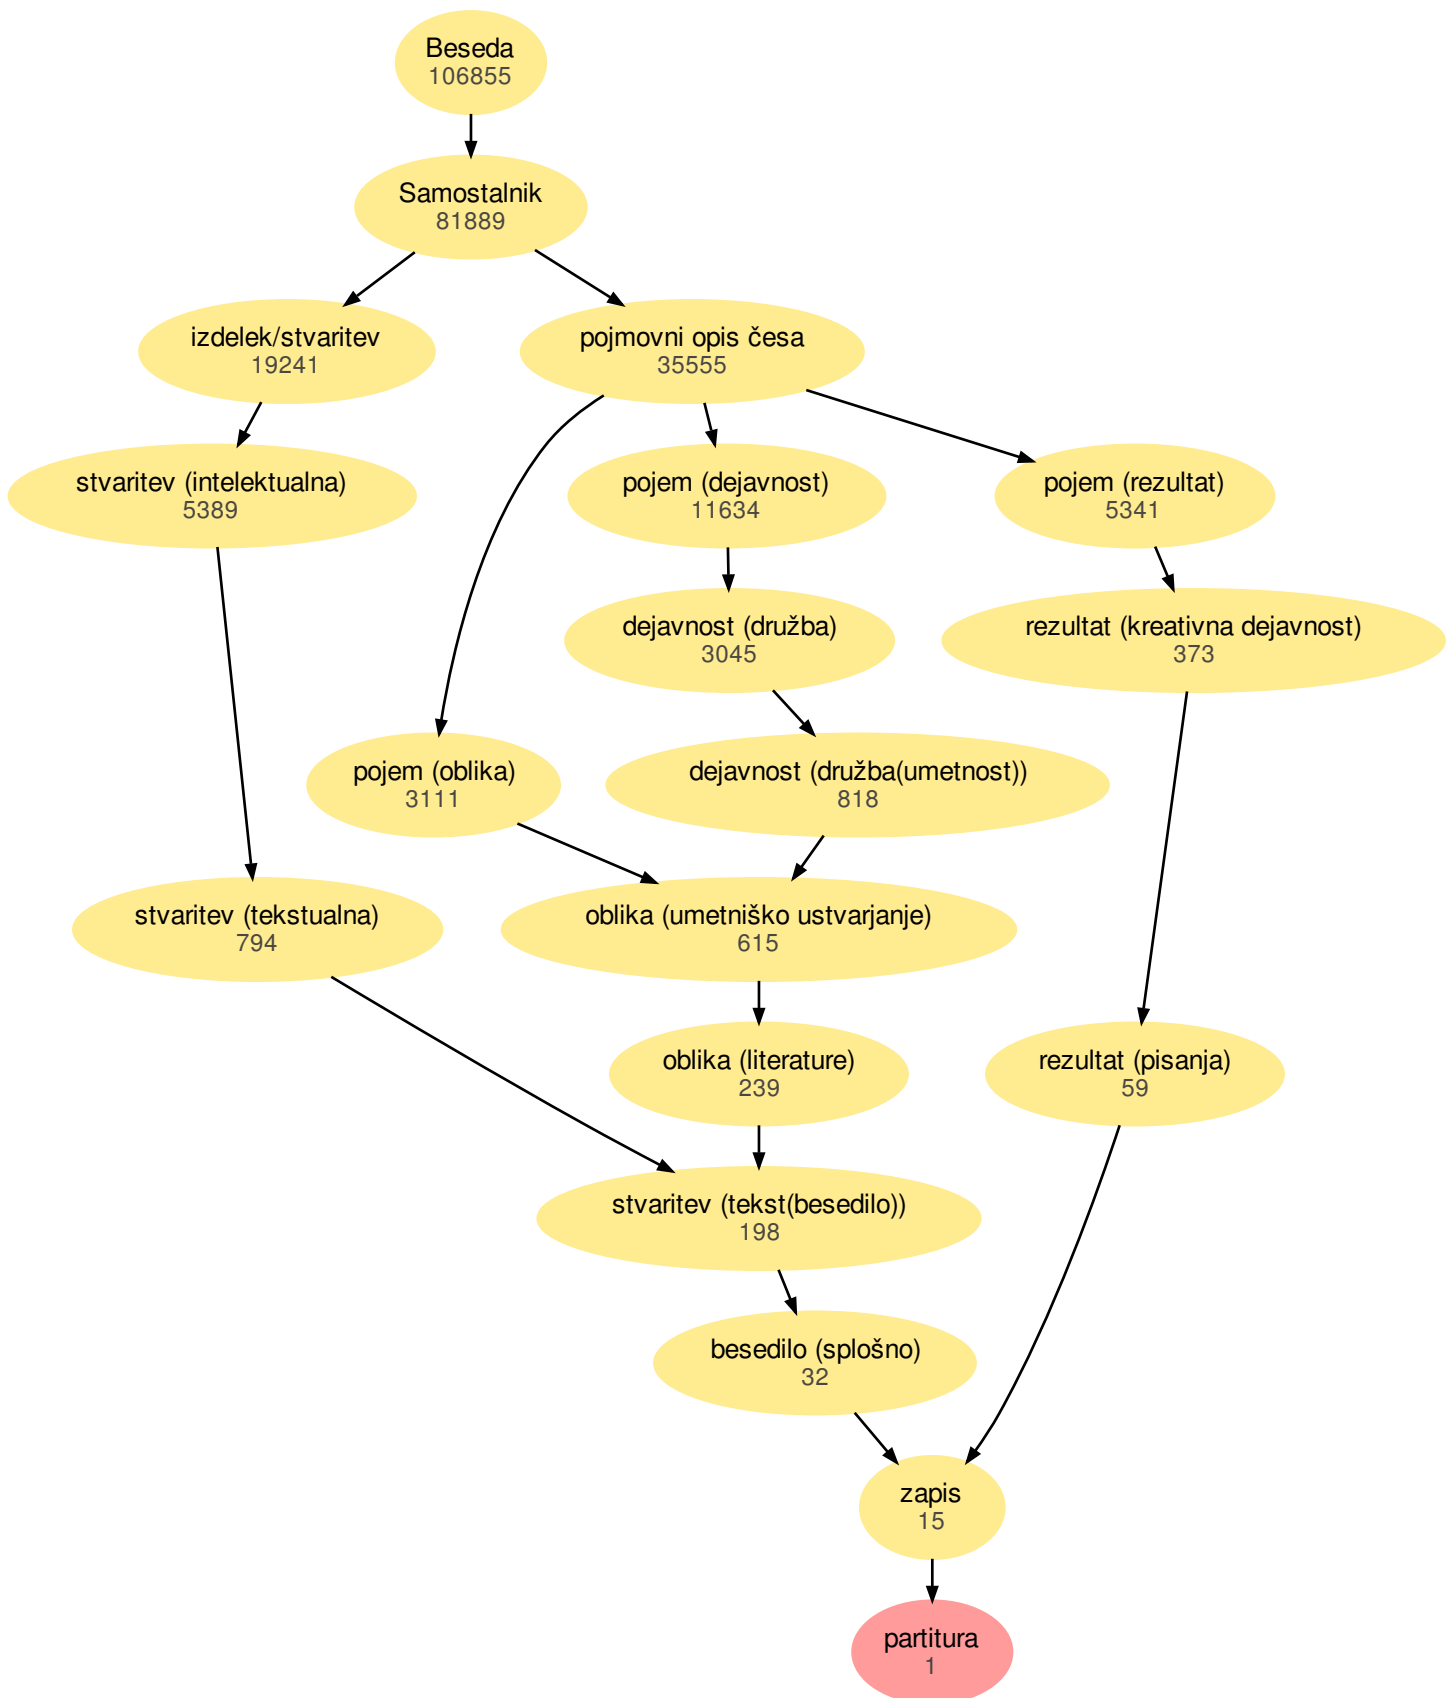 Beseda
106855
Samostalnik
81889
izdelek/stvaritev
19241
pojmovni opis česa
35555
stvaritev (intelektualna)
5389
pojem (dejavnost)
11634
pojem (rezultat)
5341
dejavnost (družba)
3045
rezultat (kreativna dejavnost)
373
pojem (oblika)
3111
dejavnost (družba(umetnost))
818
stvaritev (tekstualna)
794
oblika (umetniško ustvarjanje)
615
oblika (literature)
239
rezultat (pisanja)
59
stvaritev (tekst(besedilo))
198
besedilo (splošno)
32
zapis
15
partitura
1